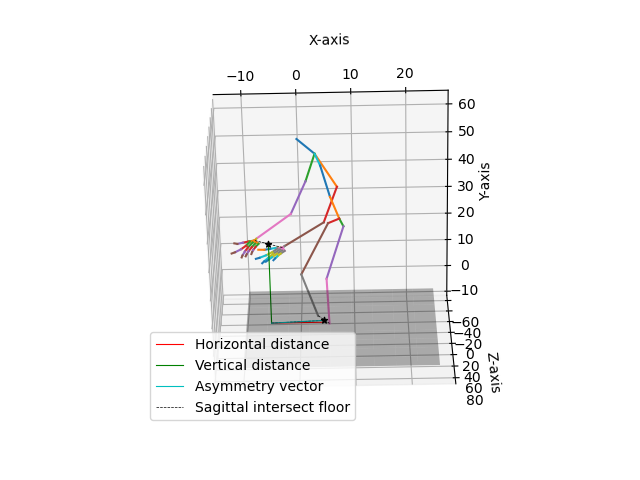 X-axis
−10 0 10 20
60
50
40
30
20
10
0
−10
Y-axis
−60
−40
−20
0
20
40
60
80
Z-axis
Horizontal distance
Vertical distance
Asymmetry vector
Sagittal intersect floor